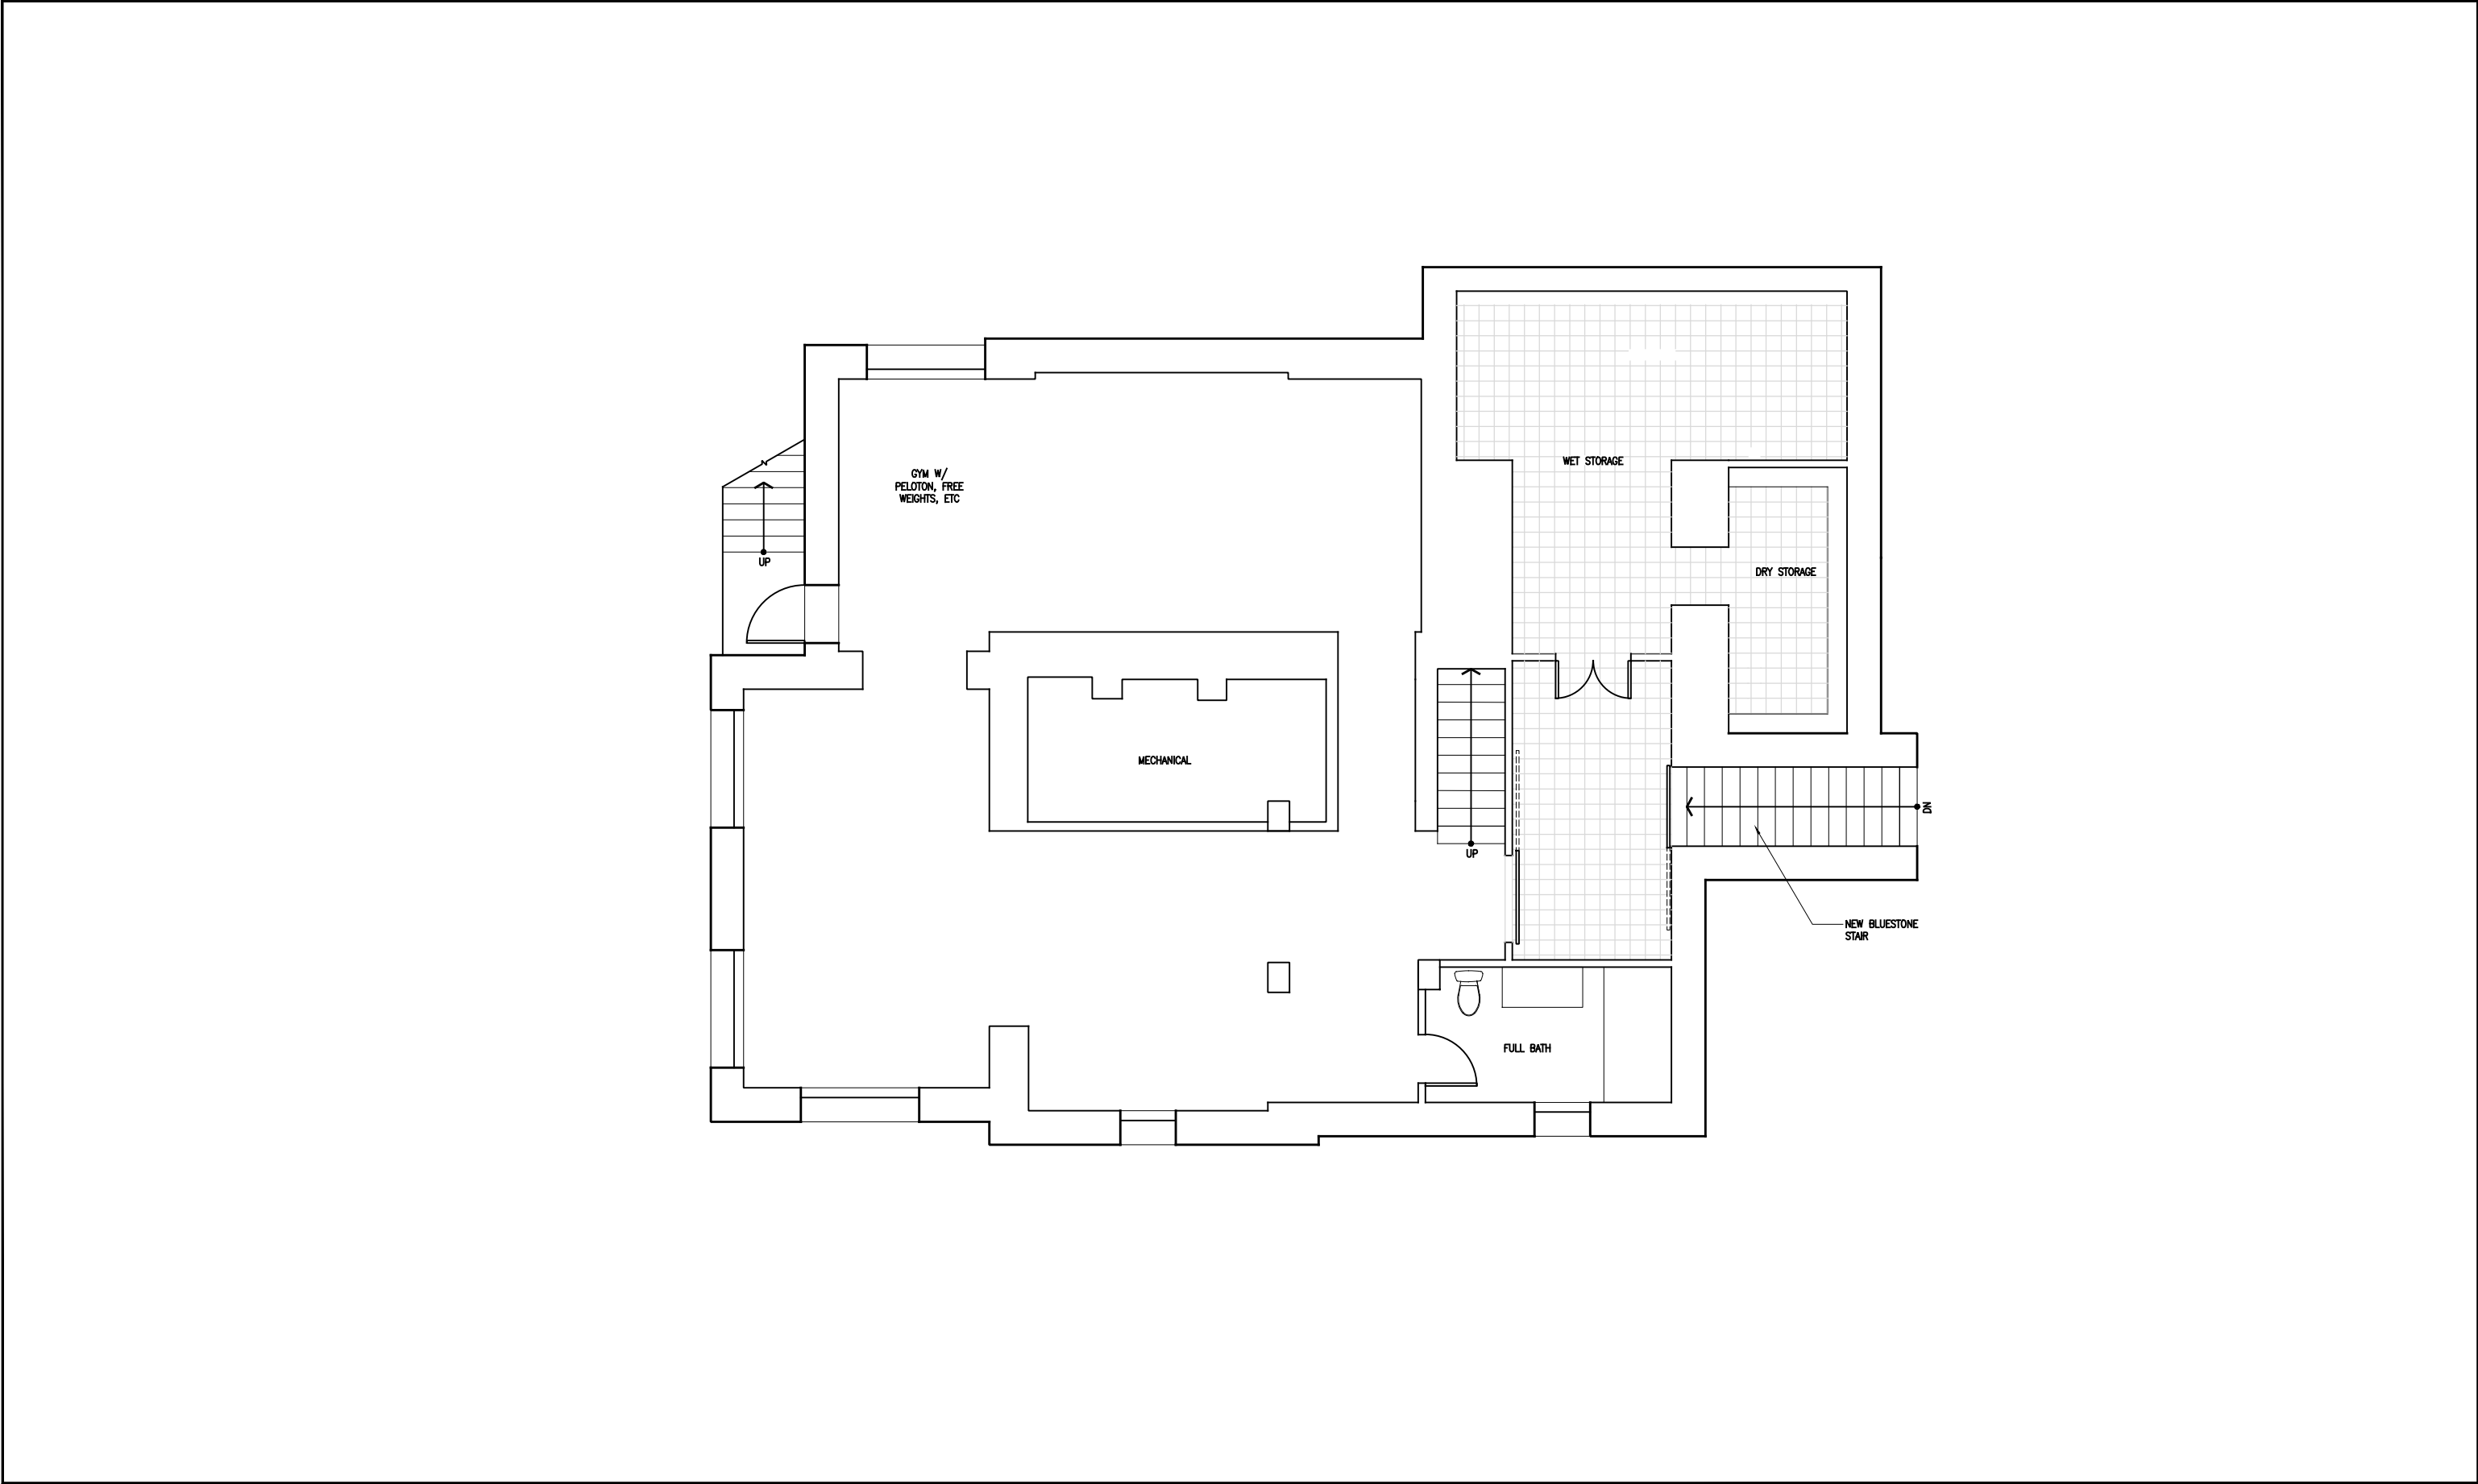 WET STORAGE
GYM W/
PELOTON, FREE
WEIGHTS, ETC
UP
DRY STORAGE
MECHANICAL
DN
UP
NEW BLUESTONE
STAIR
FULL BATH